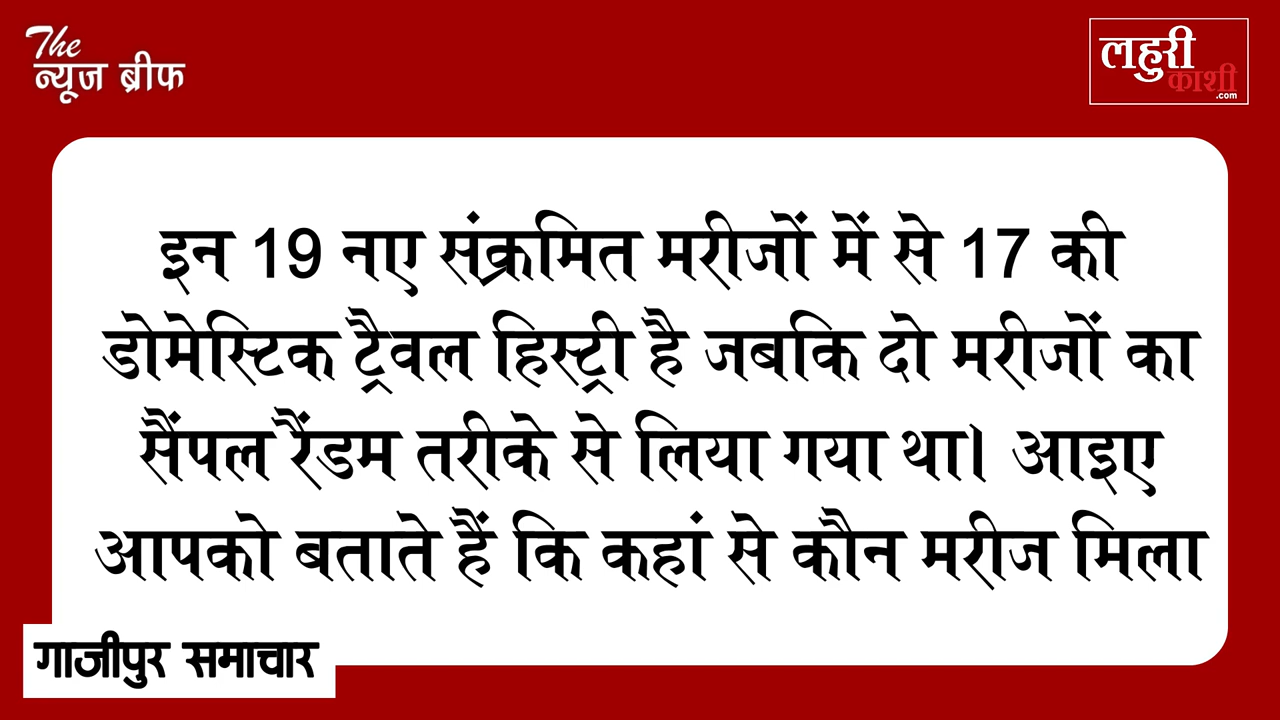 The
न्यूज ब्रीफ
लहुरी
काशी
.com
इन 19 नए संक्रमित मरीजों में से 17 की
डोमेस्टिक ट्रैवल हिस्ट्री है जबकि दो मरीजों का
सैंपल रैंडम तरीके से लिया गया था। आइए
आपको बताते हैं कि कहां से कौन मरीज मिला
गाजीपुर समाचार